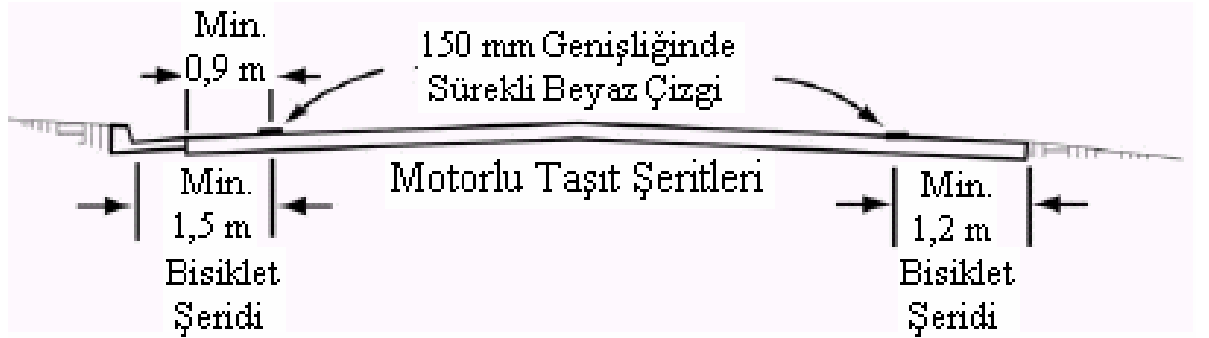 Min.
0,9 m
150 mm Genişliğinde
Sürekli Beyaz Çizgi
Motorlu Taşıt Şeritleri
Min.
1,5 m
Bisiklet
Şeridi
Min.
1,2 m
Bisiklet
Şeridi